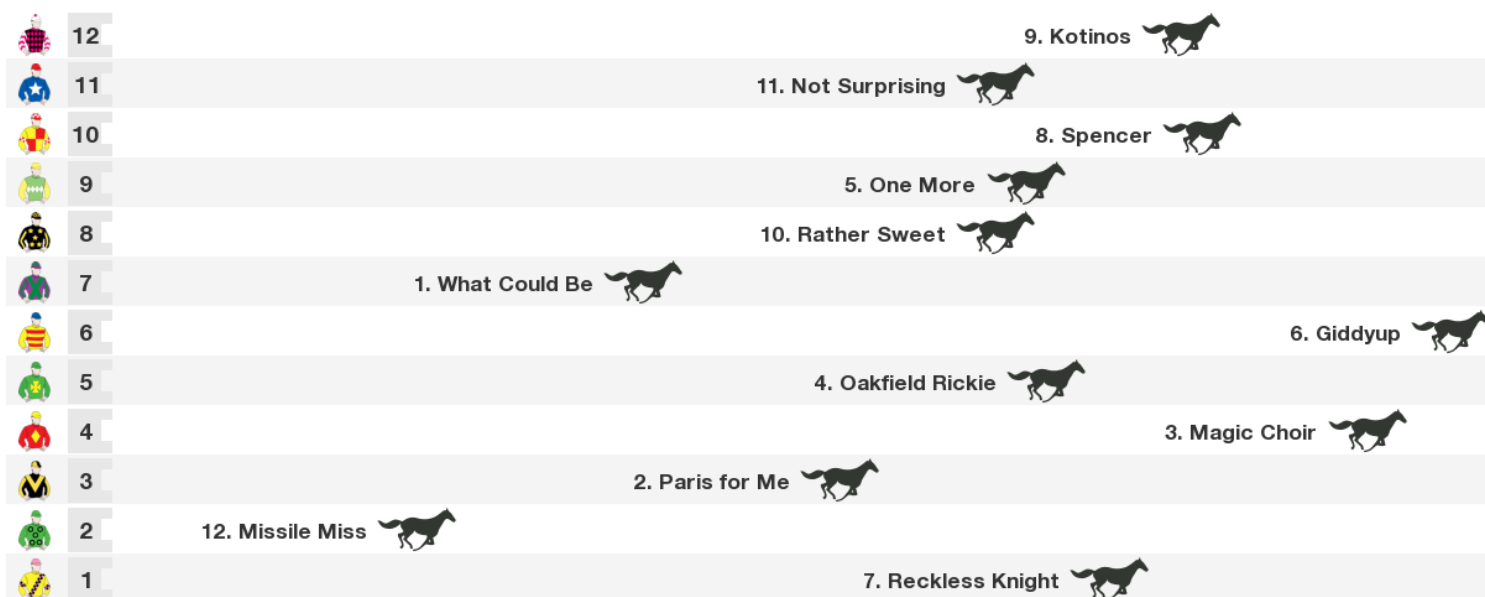 12 9. Kotinos
11 11. Not Surprising
10 8. Spencer
9 5. One More
8 10. Rather Sweet
7 1. What Could Be
6 6. Giddyup
5 4. Oakfield Rickie
4 3. Magic Choir
3 2. Paris for Me
2 12. Missile Miss
1 7. Reckless Knight